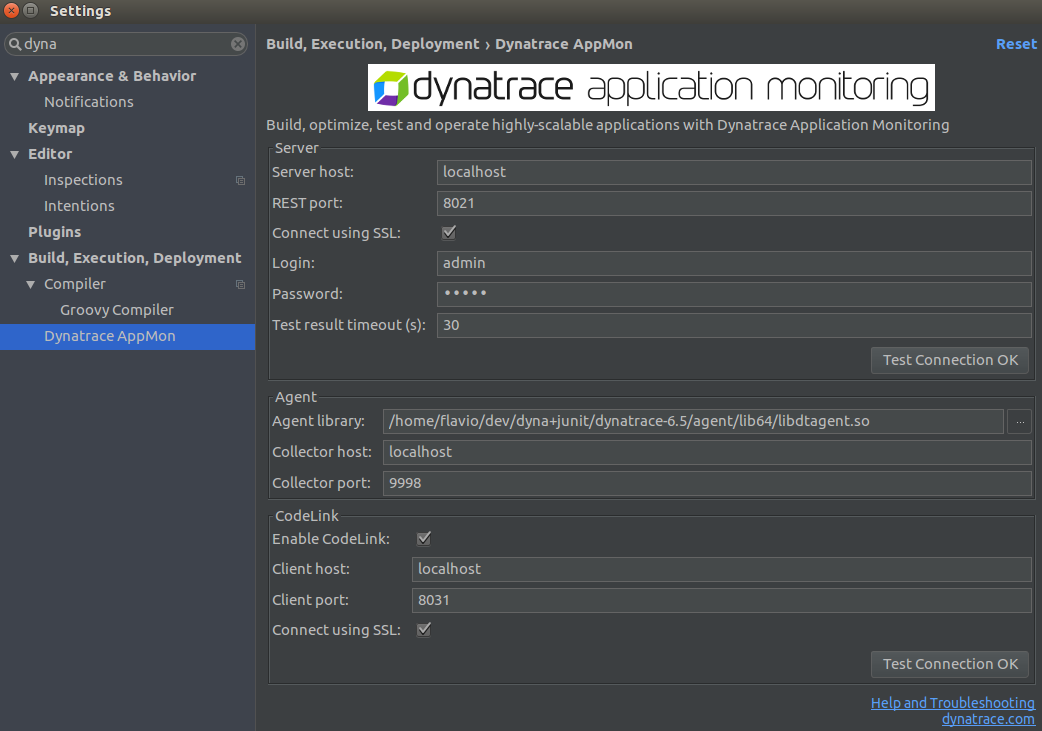 Settings
dyna
Appearance & Behavior
Notifications
Keymap
Editor
Inspections
Intentions
Plugins
Build, Execution, Deployment
Compiler
Groovy Compiler
Dynatrace AppMon
Build, Execution, Deployment › Dynatrace AppMon
Reset
dynatrace application monitoring
Build, optimize, test and operate highly-scalable applications with Dynatrace Application Monitoring
Server
Server host: localhost
REST port: 8021
Connect using SSL:
Login: admin
Password: •••••
Test result timeout (s): 30
Test Connection OK
Agent
Agent library: /home/flavio/dev/dyna+junit/dynatrace-6.5/agent/lib64/libdtagent.so ...
Collector host: localhost
Collector port: 9998
CodeLink
Enable CodeLink:
Client host: localhost
Client port: 8031
Connect using SSL:
Test Connection OK
Help and Troubleshooting
dynatrace.com